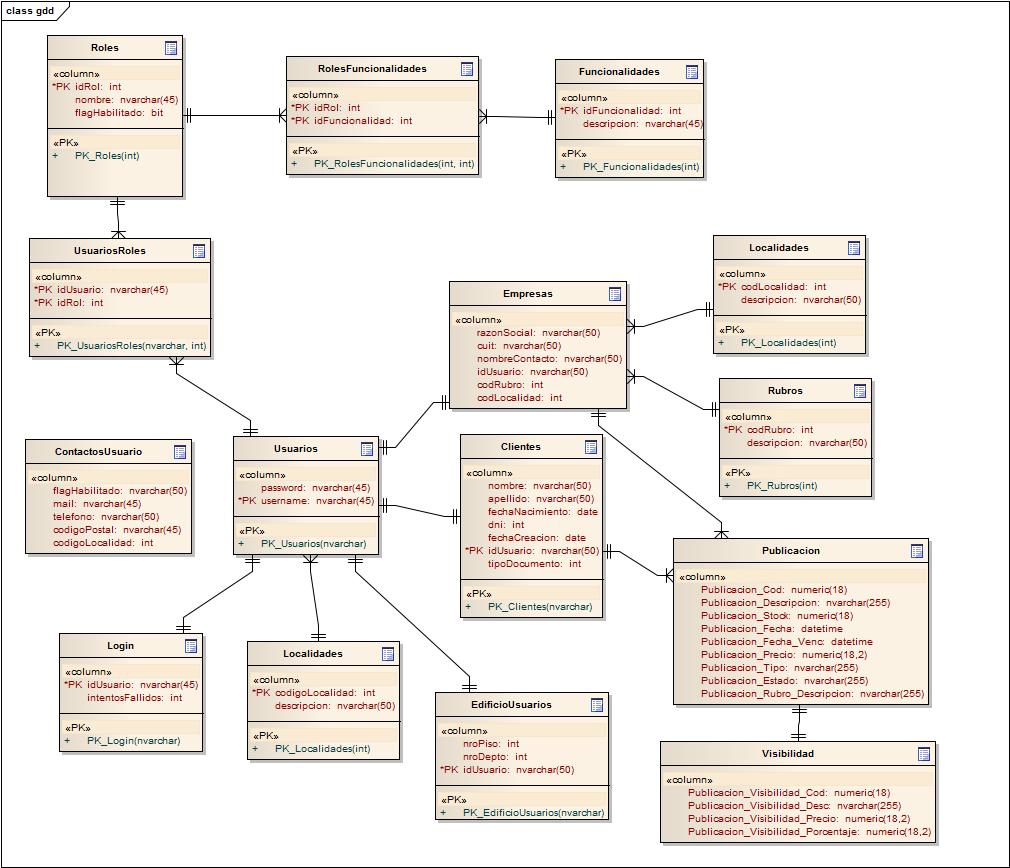 class gdd
Roles
«column»
*PK idRol: int
nombre: nvarchar(45)
flagHabilitado: bit
«PK»
+ PK_Roles(int)
RolesFuncionalidades
«column»
*PK idRol: int
*PK idFuncionalidad: int
«PK»
+ PK_RolesFuncionalidades(int, int)
Funcionalidades
«column»
*PK idFuncionalidad: int
descripcion: nvarchar(45)
«PK»
+ PK_Funcionalidades(int)
UsuariosRoles
«column»
*PK idUsuario: nvarchar(45)
*PK idRol: int
«PK»
+ PK_UsuariosRoles(nvarchar, int)
Empresas
«column»
razonSocial: nvarchar(50)
cuit: nvarchar(50)
nombreContacto: nvarchar(50)
idUsuario: nvarchar(50)
codRubro: int
codLocalidad: int
Localidades
«column»
*PK codLocalidad: int
descripcion: nvarchar(50)
«PK»
+ PK_Localidades(int)
Rubros
«column»
*PK codRubro: int
descripcion: nvarchar(50)
«PK»
+ PK_Rubros(int)
ContactosUsuario
«column»
flagHabilitado: nvarchar(50)
mail: nvarchar(45)
telefono: nvarchar(50)
codigoPostal: nvarchar(45)
codigoLocalidad: int
Usuarios
«column»
password: nvarchar(45)
*PK username: nvarchar(45)
«PK»
+ PK_Usuarios(nvarchar)
Clientes
«column»
nombre: nvarchar(50)
apellido: nvarchar(50)
fechaNacimiento: date
dni: int
fechaCreacion: date
*PK idUsuario: nvarchar(50)
tipoDocumento: int
«PK»
+ PK_Clientes(nvarchar)
Publicacion
«column»
Publicacion_Cod: numeric(18)
Publicacion_Descripcion: nvarchar(255)
Publicacion_Stock: numeric(18)
Publicacion_Fecha: datetime
Publicacion_Fecha_Venc: datetime
Publicacion_Precio: numeric(18,2)
Publicacion_Tipo: nvarchar(255)
Publicacion_Estado: nvarchar(255)
Publicacion_Rubro_Descripcion: nvarchar(255)
Login
«column»
*PK idUsuario: nvarchar(45)
intentosFallidos: int
«PK»
+ PK_Login(nvarchar)
Localidades
«column»
*PK codigoLocalidad: int
descripcion: nvarchar(50)
«PK»
+ PK_Localidades(int)
EdificioUsuarios
«column»
nroPiso: int
nroDepto: int
*PK idUsuario: nvarchar(50)
«PK»
+ PK_EdificioUsuarios(nvarchar)
Visibilidad
«column»
Publicacion_Visibilidad_Cod: numeric(18)
Publicacion_Visibilidad_Desc: nvarchar(255)
Publicacion_Visibilidad_Precio: numeric(18,2)
Publicacion_Visibilidad_Porcentaje: numeric(18,2)